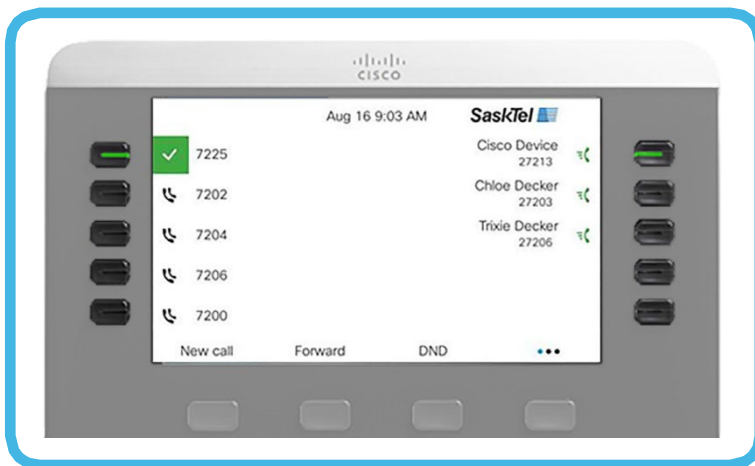 CISCO
Aug 16 9:03 AM SaskTel
7225 Cisco Device
27213
7202 Chloe Decker
27203
7204 Trixie Decker
27206
7206
7200
New call Forward DND